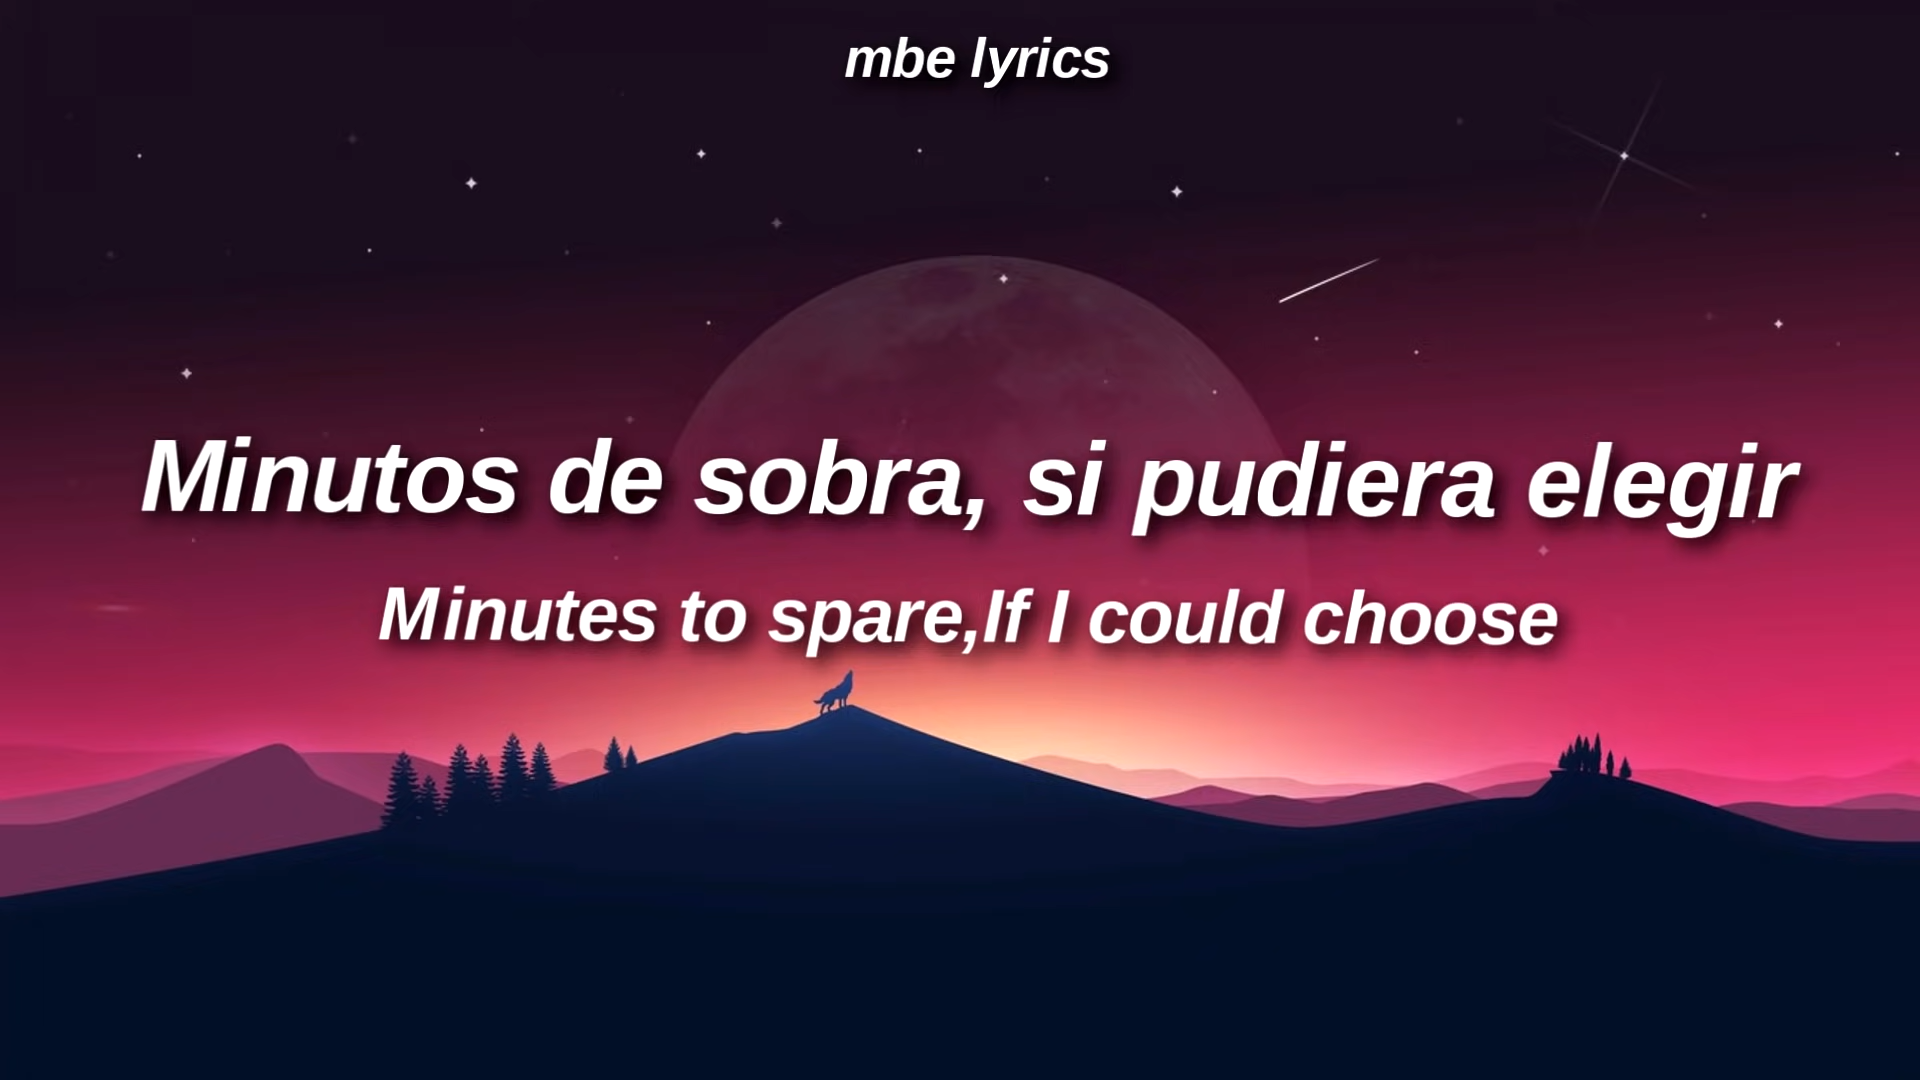 mbe lyrics
Minutos de sobra, si pudiera elegir
Minutes to spare,If I could choose